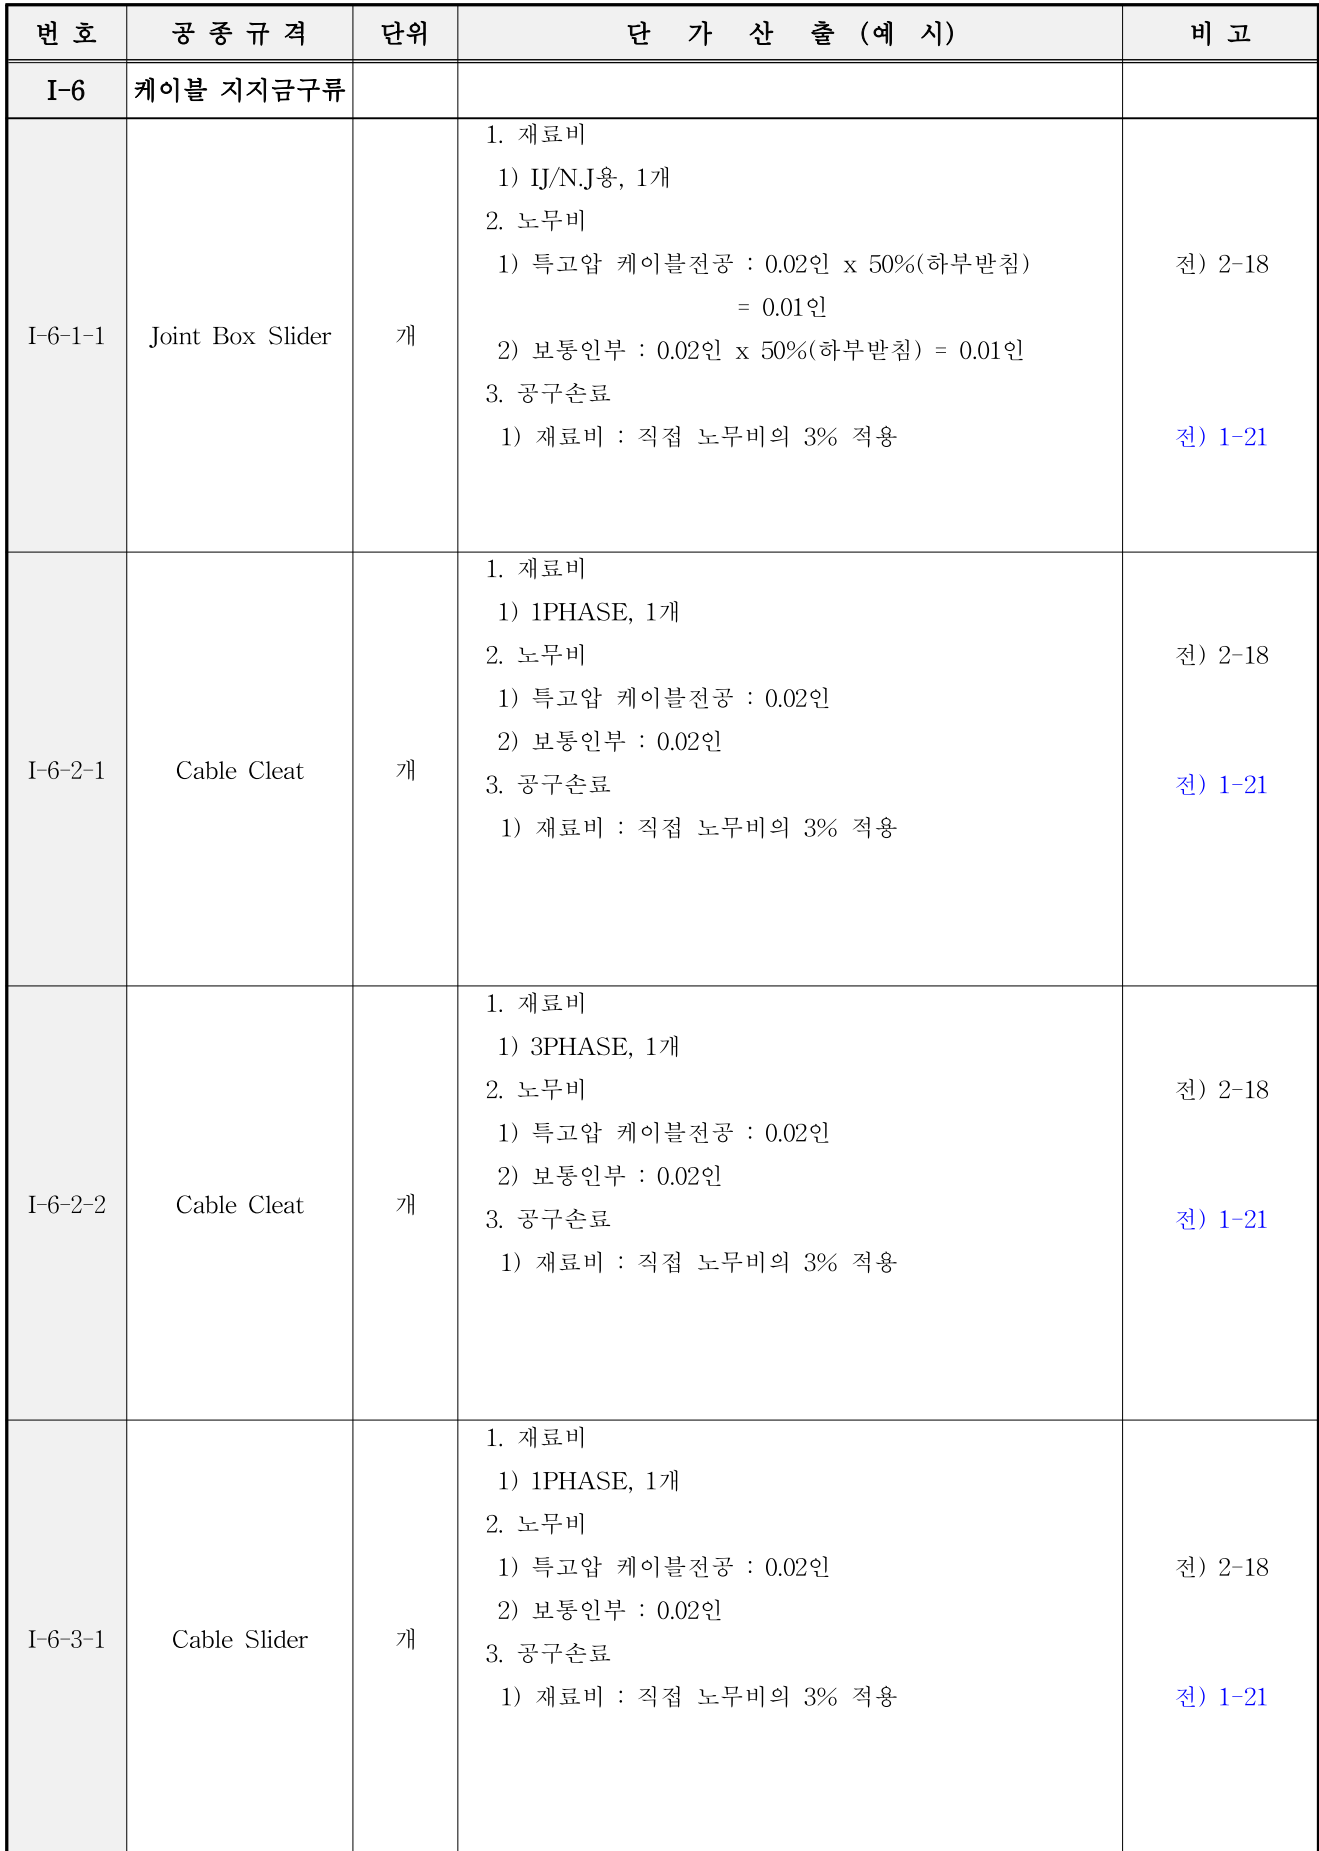 번 호 공 종 규 격 단위 단 가 산 출 (예 시) 비 고
I-6 케이블 지지금구류
1. 재료비
1) IJ/N.J용, 1개
2. 노무비
1) 특고압 케이블전공 : 0.02인 x 50%(하부받침) 전) 2-18
= 0.01인
I-6-1-1 Joint Box Slider 개
2) 보통인부 : 0.02인 x 50%(하부받침) = 0.01인
3. 공구손료
1) 재료비 : 직접 노무비의 3% 적용 전) 1-21
1. 재료비
1) 1PHASE, 1개
2. 노무비 전) 2-18
1) 특고압 케이블전공 : 0.02인
2) 보통인부 : 0.02인
I-6-2-1 Cable Cleat 개
3. 공구손료 전) 1-21
1) 재료비 : 직접 노무비의 3% 적용
1. 재료비
1) 3PHASE, 1개
2. 노무비 전) 2-18
1) 특고압 케이블전공 : 0.02인
2) 보통인부 : 0.02인
I-6-2-2 Cable Cleat 개
3. 공구손료 전) 1-21
1) 재료비 : 직접 노무비의 3% 적용
1. 재료비
1) 1PHASE, 1개
2. 노무비
1) 특고압 케이블전공 : 0.02인 전) 2-18
2) 보통인부 : 0.02인
I-6-3-1 Cable Slider 개
3. 공구손료
1) 재료비 : 직접 노무비의 3% 적용 전) 1-21